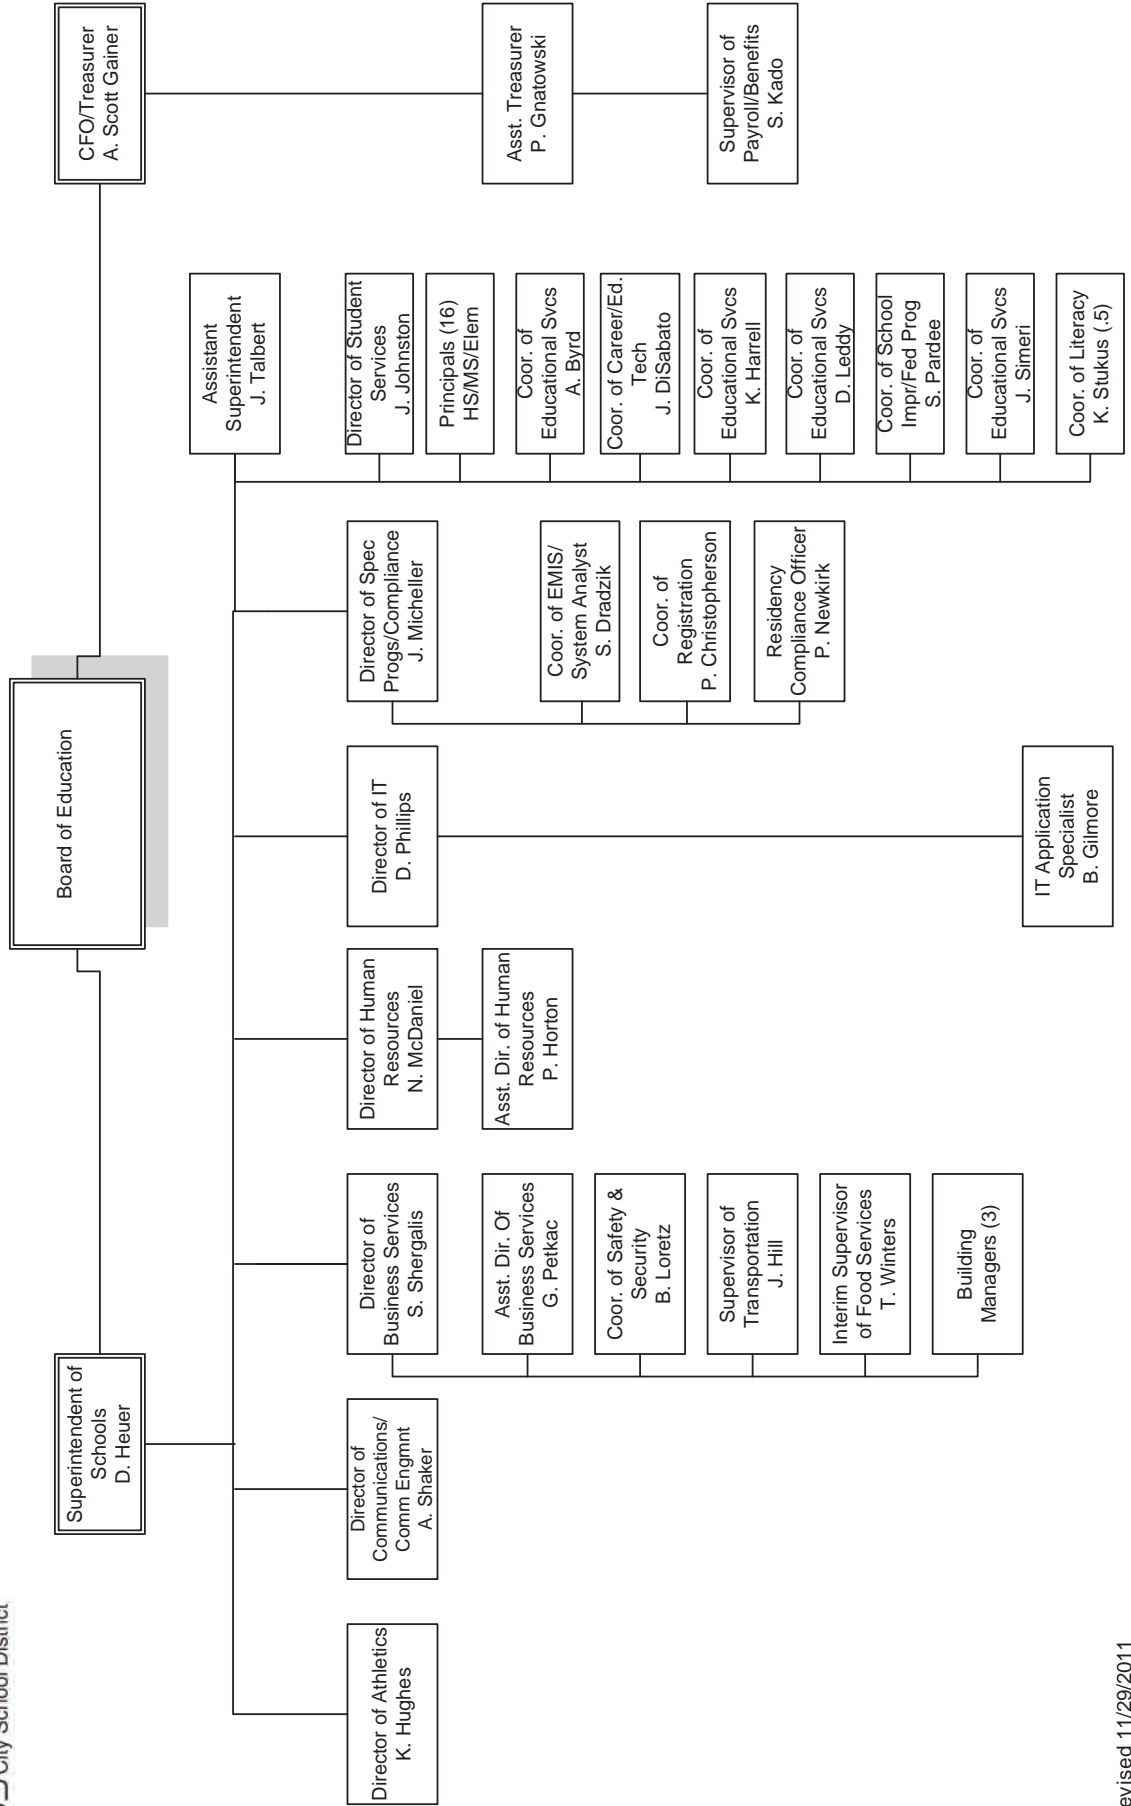 City School District
Board of Education
Superintendent of
Schools
D. Heuer
CFO/Treasurer
A. Scott Gainer
Assistant
Superintendent
J. Talbert
Director of Athletics
K. Hughes
Director of
Communications/
Comm Engmnt
A. Shaker
Director of
Business Services
S. Shergalis
Asst. Dir. Of
Business Services
G. Petkac
Coor. of Safety &
Security
B. Loretz
Supervisor of
Transportation
J. Hill
Interim Supervisor
of Food Services
T. Winters
Building
Managers (3)
Director of Human
Resources
N. McDaniel
Asst. Dir. of Human
Resources
P. Horton
Director of IT
D. Phillips
IT Application
Specialist
B. Gilmore
Director of Spec
Progs/Compliance
J. Micheller
Coor. of EMIS/
System Analyst
S. Dradzik
Coor. of
Registration
P. Christopherson
Residency
Compliance Officer
P. Newkirk
Director of Student
Services
J. Johnston
Principals (16)
HS/MS/Elem
Coor. of
Educational Svcs
A. Byrd
Coor. of Career/Ed.
Tech
J. DiSabato
Coor. of
Educational Svcs
K. Harrell
Coor. of
Educational Svcs
D. Leddy
Coor. of School
Impr/Fed Prog
S. Pardee
Coor. of
Educational Svcs
J. Simeri
Coor. of Literacy
K. Stukus (.5)
Asst. Treasurer
P. Gnatowski
Supervisor of
Payroll/Benefits
S. Kado
evised 11/29/2011